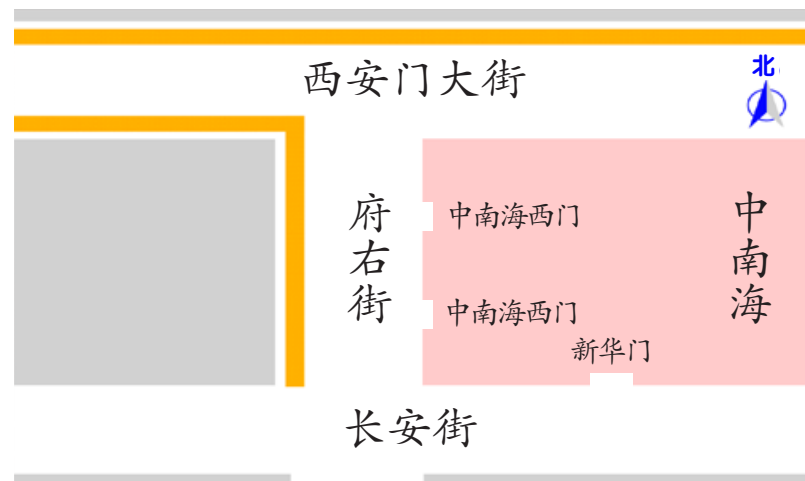 西安门大街
北
府右街
中南海西门
中南海
中南海西门
新华门
长安街